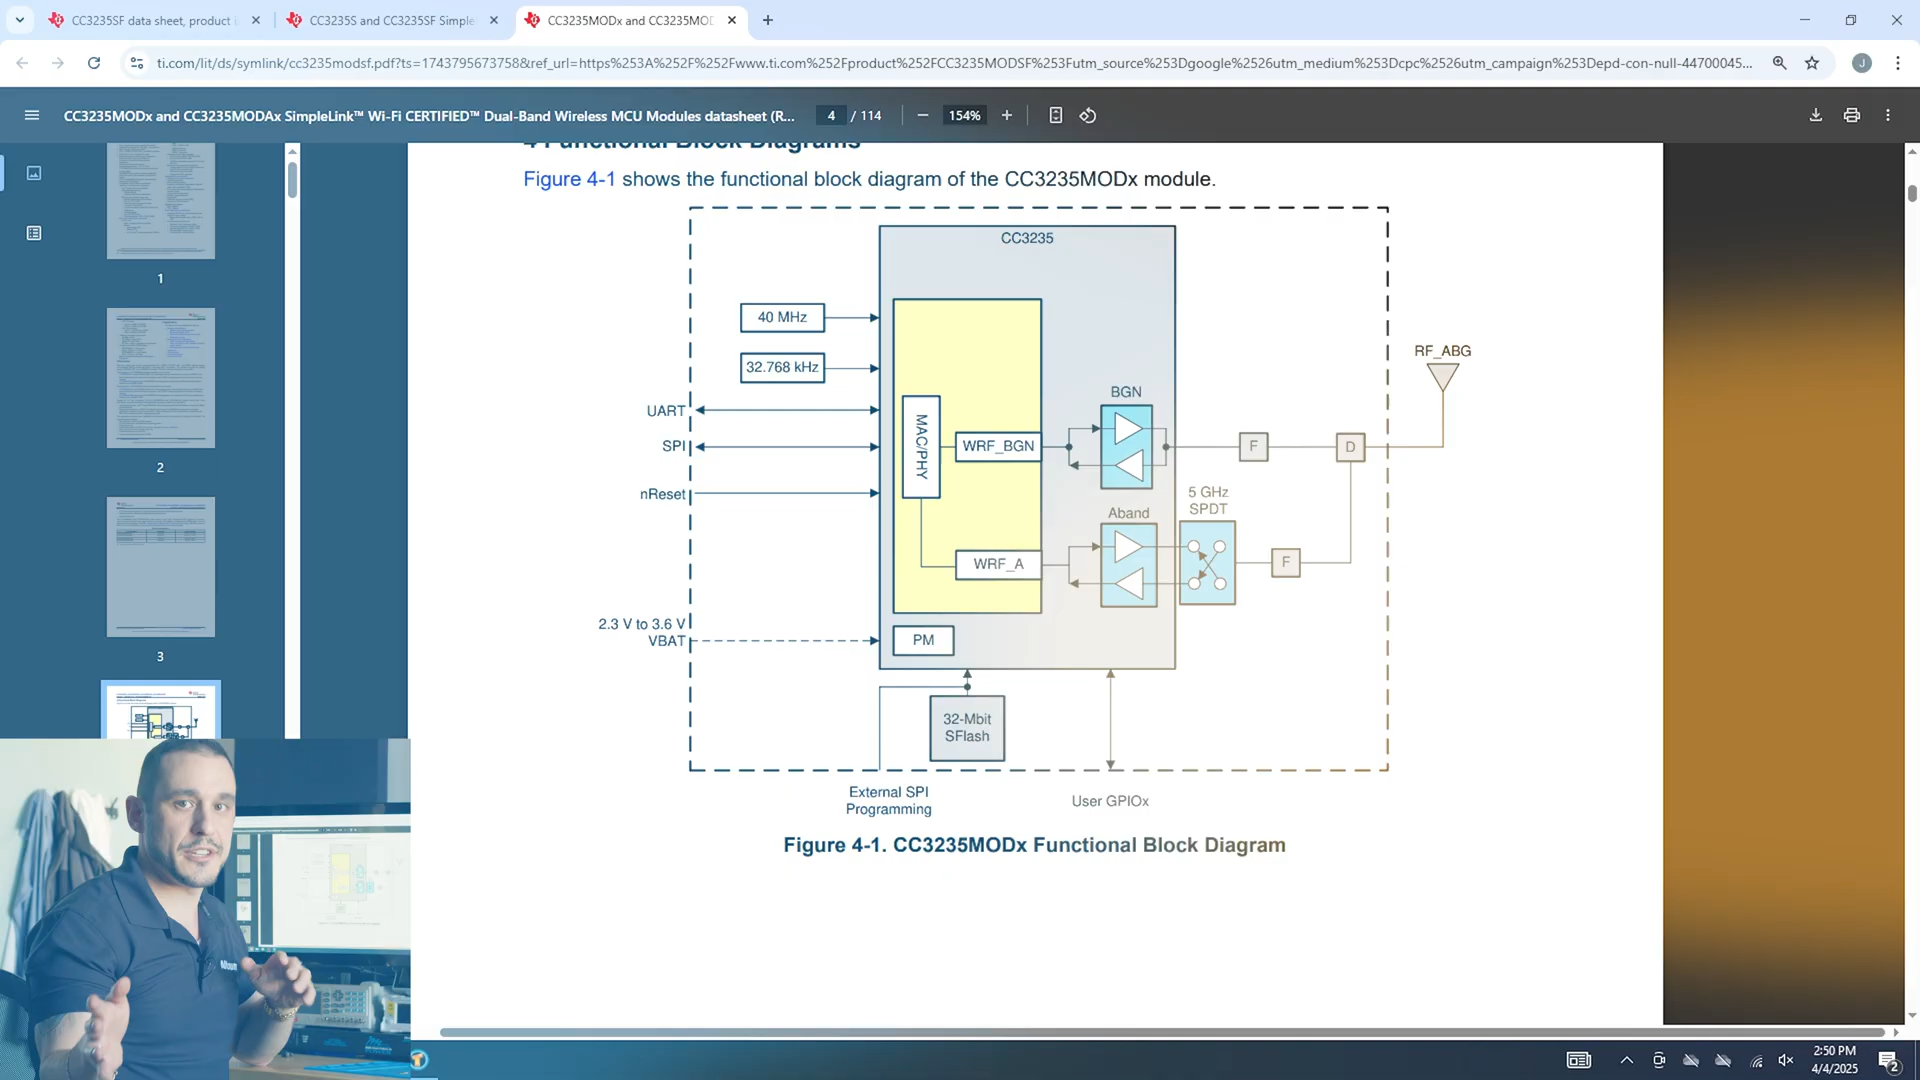 CC3235SF data sheet, product i
CC3235S and CC3235SF Simple
CC3235MODx and CC3235MOD
ti.com/lit/ds/symlink/cc3235modsf.pdf?ts=1743795673758&ref_url=https%253A%252F%252Fwww.ti.com%252Fproduct%252FCC3235MODSF%253Futm_source%253Dgoogle%2526utm_medium%253Dcpc%2526utm_campaign%253Depd-con-null-44700045...
J
CC3235MODx and CC3235MODAx SimpleLink™ Wi-Fi CERTIFIED™ Dual-Band Wireless MCU Modules datasheet (R...
4 / 114
154%
1
2
3
4 Functional Block Diagrams
Figure 4-1 shows the functional block diagram of the CC3235MODx module.
CC3235
40 MHz
32.768 kHz
UART
SPI
nReset
2.3 V to 3.6 V
VBAT
MAC/PHY
WRF_BGN
WRF_A
PM
BGN
Aband
5 GHz
SPDT
F
D
F
RF_ABG
32-Mbit
SFlash
External SPI
Programming
User GPIOx
Figure 4-1. CC3235MODx Functional Block Diagram
Altium
2:50 PM
4/4/2025
2